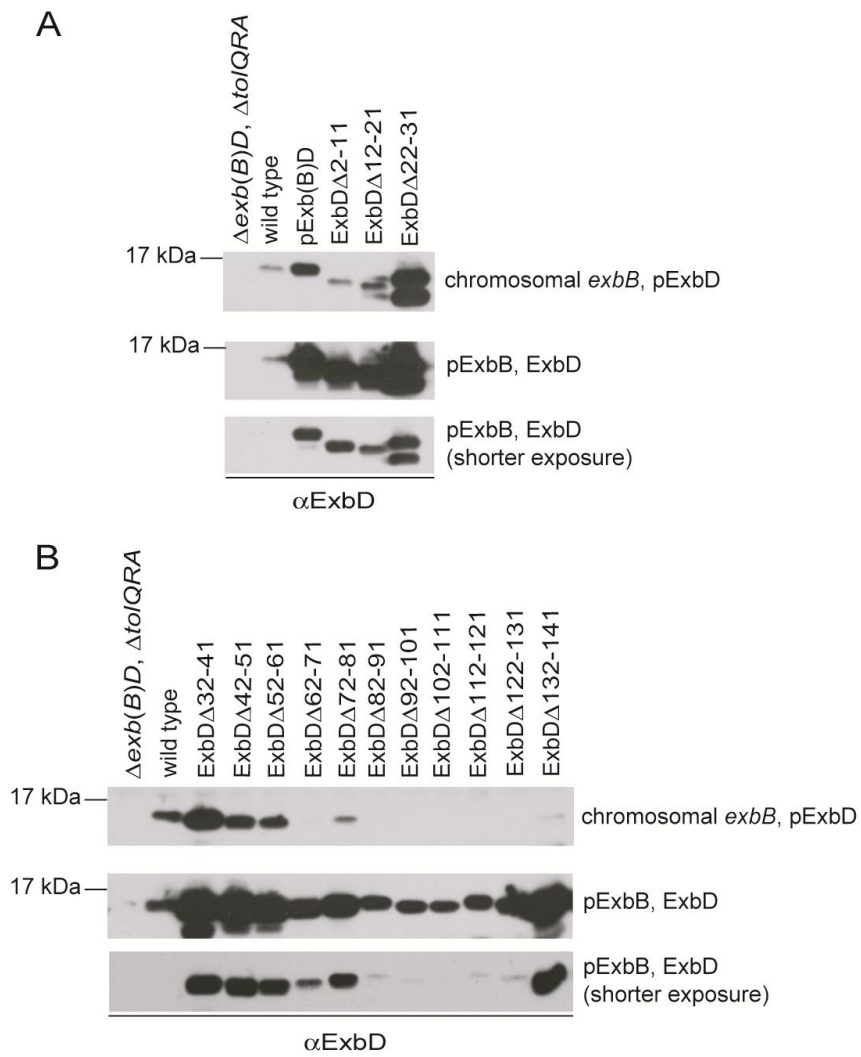 A
Δexb(B)D, ΔtolQRA
wild type
pExb(B)D
ExbDΔ2-11
ExbDΔ12-21
ExbDΔ22-31
17 kDa
chromosomal exbB, pExbD
17 kDa
pExbB, ExbD
pExbB, ExbD
(shorter exposure)
αExbD
B
Δexb(B)D, ΔtolQRA
wild type
ExbDΔ32-41
ExbDΔ42-51
ExbDΔ52-61
ExbDΔ62-71
ExbDΔ72-81
ExbDΔ82-91
ExbDΔ92-101
ExbDΔ102-111
ExbDΔ112-121
ExbDΔ122-131
ExbDΔ132-141
17 kDa
chromosomal exbB, pExbD
17 kDa
pExbB, ExbD
pExbB, ExbD
(shorter exposure)
αExbD